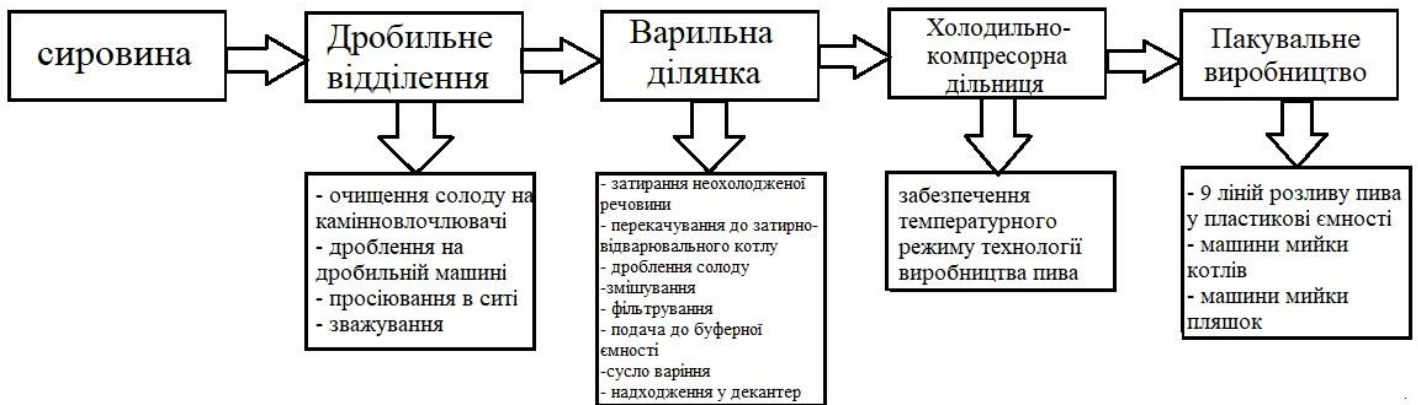 сировина
Дробильне
відділення
Варильна
ділянка
Холодильно-
компресорна
дільниця
Пакувальне
виробництво
- очищення солоду на
камінновлочлювачі
- дроблення на
дробильній машині
- просіювання в ситі
- зважування
- затирання неохолодженої
речовини
- перекачування до затирно-
відварювального котлу
- дроблення солоду
-змішування
- фільтрування
- подача до буферної
ємності
-сусло варіння
- надходження у декантер
забезпечення
температурного
режиму технології
виробництва пива
- 9 ліній розливу пива
у пластикові ємності
- машини мийки
котлів
- машини мийки
пляшок